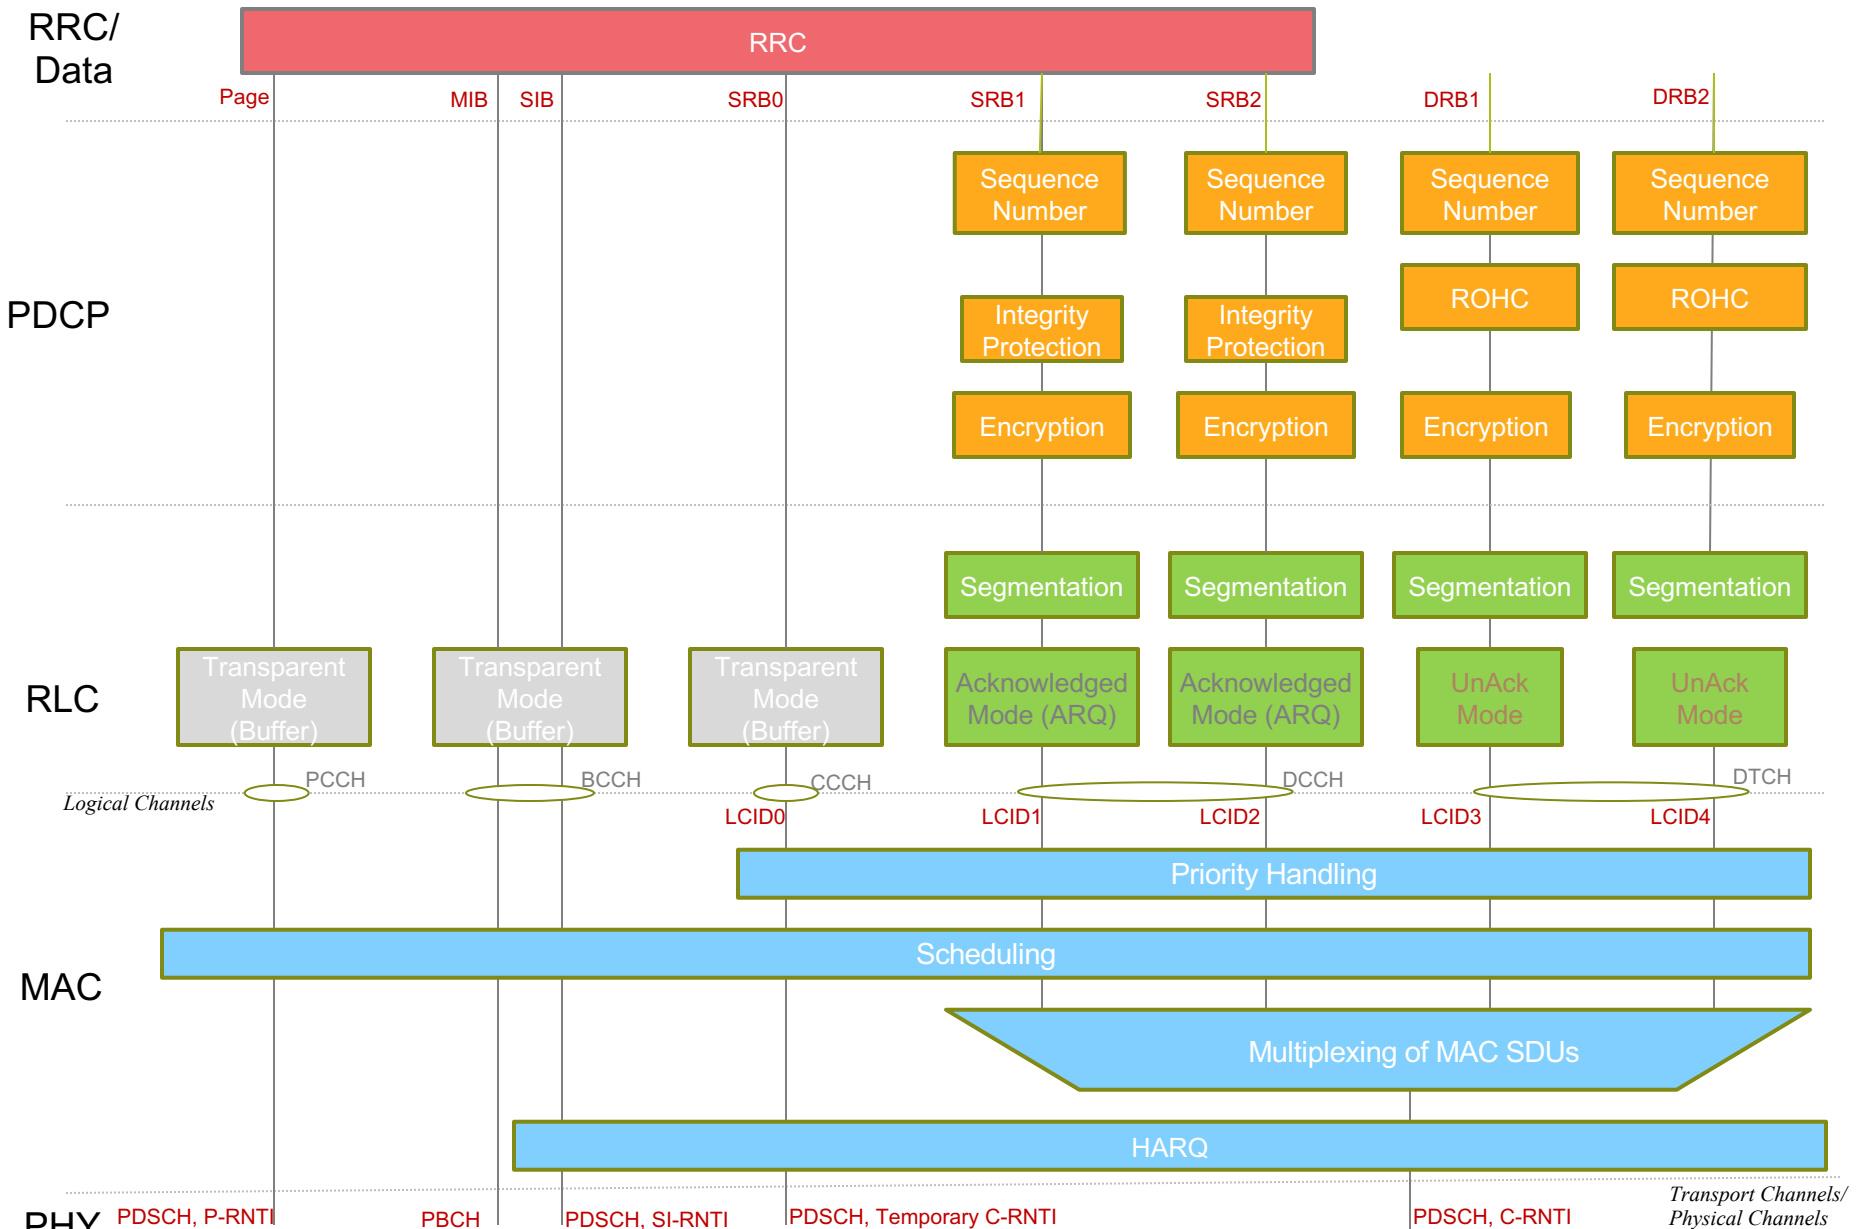 RRC/
Data
RRC
Page
MIB
SIB
SRB0
SRB1
SRB2
DRB1
DRB2
PDCP
Sequence
Number
Sequence
Number
Sequence
Number
Sequence
Number
Integrity
Protection
Integrity
Protection
ROHC
ROHC
Encryption
Encryption
Encryption
Encryption
RLC
Segmentation
Segmentation
Segmentation
Segmentation
Transparent
Mode
(Buffer)
Transparent
Mode
(Buffer)
Transparent
Mode
(Buffer)
Acknowledged
Mode (ARQ)
Acknowledged
Mode (ARQ)
UnAck
Mode
UnAck
Mode
Logical Channels
PCCH
BCCH
CCCH
DCCH
DTCH
LCID0
LCID1
LCID2
LCID3
LCID4
MAC
Priority Handling
Scheduling
Multiplexing of MAC SDUs
HARQ
Transport Channels/
Physical Channels
PHY
PDSCH, P-RNTI
PBCH
PDSCH, SI-RNTI
PDSCH, Temporary C-RNTI
PDSCH, C-RNTI